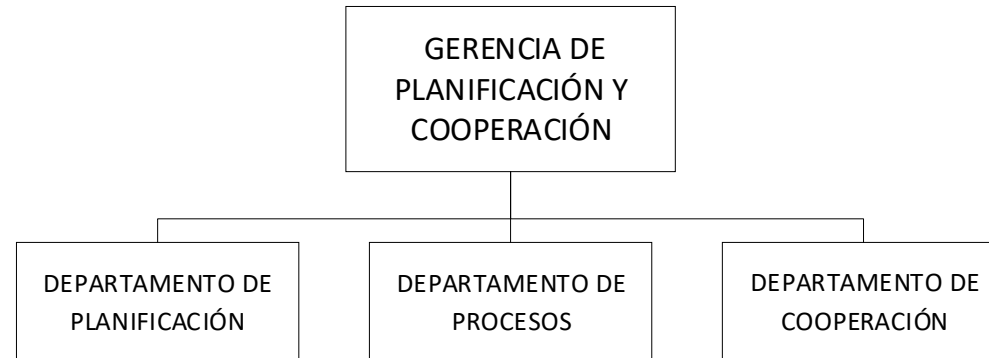 GERENCIA DE
PLANIFICACIÓN Y
COOPERACIÓN
DEPARTAMENTO DE
PLANIFICACIÓN
DEPARTAMENTO DE
PROCESOS
DEPARTAMENTO DE
COOPERACIÓN